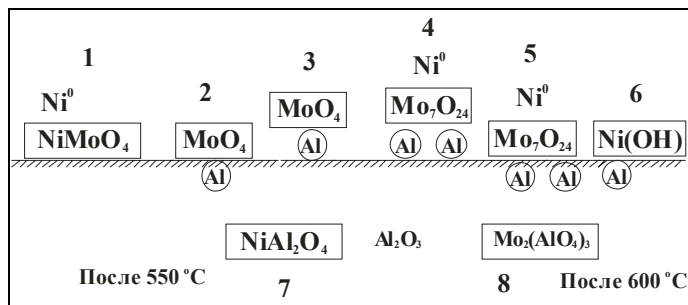 1 2 3 4 5 6
Ni⁰ Ni⁰ Ni⁰
NiMoO₄ MoO₄ MoO₄ Mo₇O₂₄ Mo₇O₂₄ Ni(OH)
Al Al Al Al Al Al Al
NiAl₂O₄ Al₂O₃ Mo₂(AlO₄)₃
После 550 °C 7 8 После 600 °C